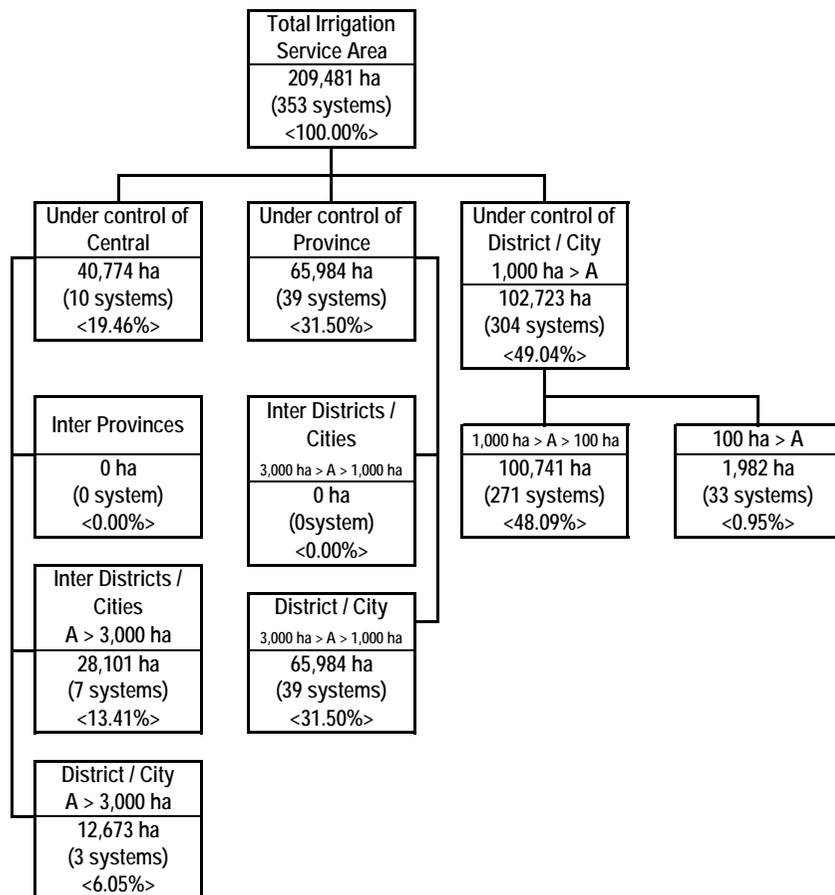 Total Irrigation
Service Area
209,481 ha
(353 systems)
<100.00%>
Under control of
Central
40,774 ha
(10 systems)
<19.46%>
Under control of
Province
65,984 ha
(39 systems)
<31.50%>
Under control of
District / City
1,000 ha > A
102,723 ha
(304 systems)
<49.04%>
Inter Provinces
0 ha
(0 system)
<0.00%>
Inter Districts /
Cities
3,000 ha > A > 1,000 ha
0 ha
(0system)
<0.00%>
1,000 ha > A > 100 ha
100,741 ha
(271 systems)
<48.09%>
100 ha > A
1,982 ha
(33 systems)
<0.95%>
Inter Districts /
Cities
A > 3,000 ha
28,101 ha
(7 systems)
<13.41%>
District / City
3,000 ha > A > 1,000 ha
65,984 ha
(39 systems)
<31.50%>
District / City
A > 3,000 ha
12,673 ha
(3 systems)
<6.05%>